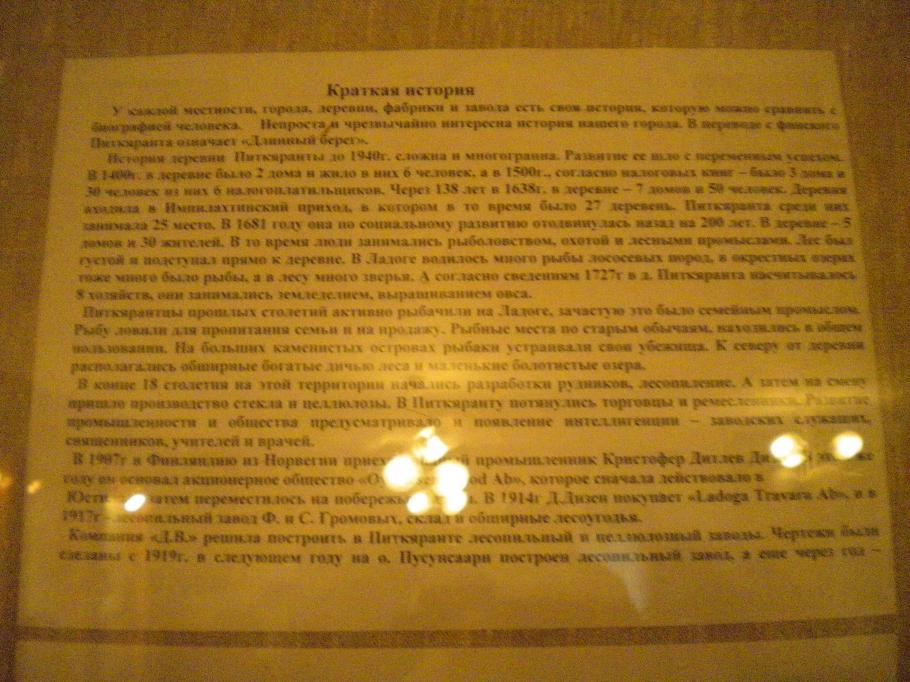 Краткая история
У каждой местности, города, деревни, фабрики и завода есть своя история, которую можно сравнить с
биографией человека. Непроста и чрезвычайно интересна история нашего города. В переводе с финского
Питкяранта означает «Длинный берег».
История деревни Питкяранты до 1940г. сложна и многогранна. Развитие ее шло с переменным успехом.
В 1400г. в деревне было 2 дома и жило в них 6 человек, а в 1500г., согласно налоговых книг – было 3 дома и
30 человек из них 6 налогоплательщиков. Через 138 лет в 1638г. в деревне – 7 домов и 50 человек. Деревня
входила в Импилахтинский приход, в котором в то время было 27 деревень. Питкяранта среди них
занимала 25 место. В 1681 году она по социальному развитию отодвинулась назад на 200 лет. В деревне – 5
домов и 30 жителей. В то время люди занимались рыболовством, охотой и лесными промыслами. Лес был
густой и подступал прямо к деревне. В Ладоге водилось много рыбы лососевых пород, в окрестных озерах
тоже много было рыбы, а в лесу много зверья. А согласно сведениям 1727г в д. Питкяранта насчитывалось
8 хозяйств, они занимались земледелием, выращиванием овса.
Питкярантцы прошлых столетий активно рыбачили на Ладоге, зачастую это было семейным промыслом.
Рыбу ловили для пропитания семьи и на продажу. Рыбные места по старым обычаям, находились в общем
пользовании. На больших каменистых островах рыбаки устраивали свои убежища. К северу от деревни
располагались обширные богатые дичью леса и маленькие болотистые озера.
В конце 18 столетия на этой территории начались разработки рудников, лесопиление. А затем на смену
пришло производство стекла и целлюлозы. В Питкяранту потянулись торговцы и ремесленники. Развитие
промышленности и общества предусматривало и появление интеллигенции – заводских служащих,
священников, учителей и врачей.
В 1907г в Финляндию из Норвегии промышленник Кристофер Дитлев
году он основал акционерное общество Ab», которое сначала действовало в
затем переместилось на В 1914г Д.Дизен покупает «Ladoga Travara Ab», и в
1917г – лесопильный завод Ф. и С. Громовых, склад и обширные лесоугодья.
Компания «Д.В.» решила построить в Питкяранте лесопильный и целлюлозный заводы. Чертежи были
сделаны с 1919г. в следующем году на о. Пусунсаари построен лесопильный завод, а еще через год –